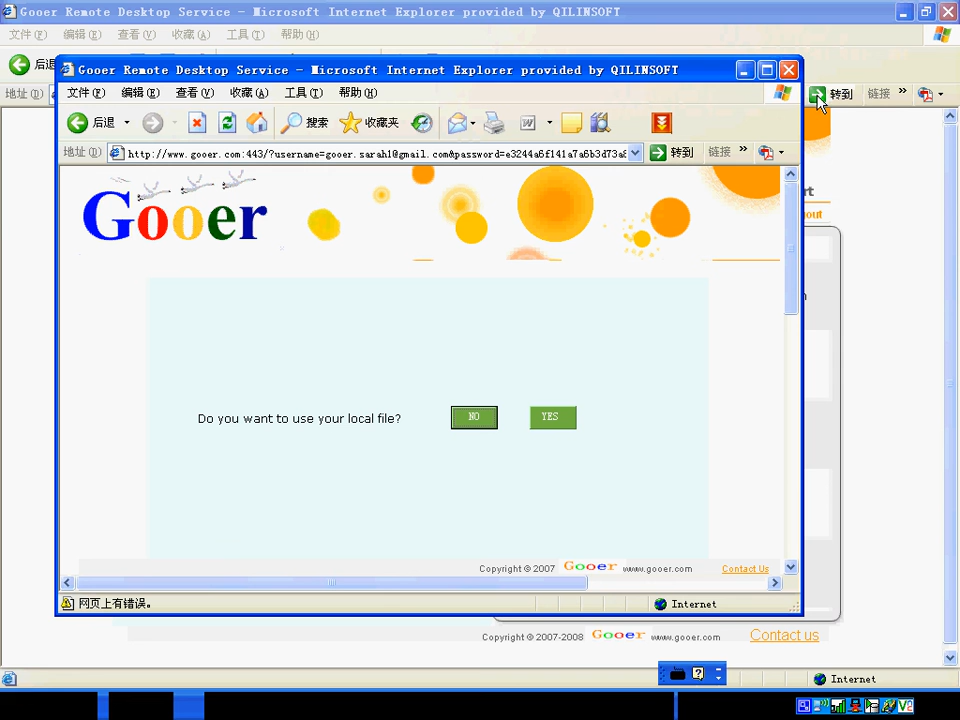 Gooer Remote Desktop Service - Microsoft Internet Explorer provided by QILINSOFT
文件(F) 编辑(E) 查看(V) 收藏(A) 工具(T) 帮助(H)
后退
地址(D) 转到 链接 »
Gooer Remote Desktop Service - Microsoft Internet Explorer provided by QILINSOFT
文件(F) 编辑(E) 查看(V) 收藏(A) 工具(T) 帮助(H)
后退 搜索 收藏夹
地址(D) http://www.gooer.com:443/?username=gooer.sarah1@gmail.com&password=e3244a6f141a7a6b3d73a8 转到 链接 »
Gooer
Do you want to use your local file? NO YES
Copyright © 2007 Gooer www.gooer.com Contact Us
网页上有错误。 Internet
Copyright © 2007-2008 Gooer www.gooer.com Contact us
Internet